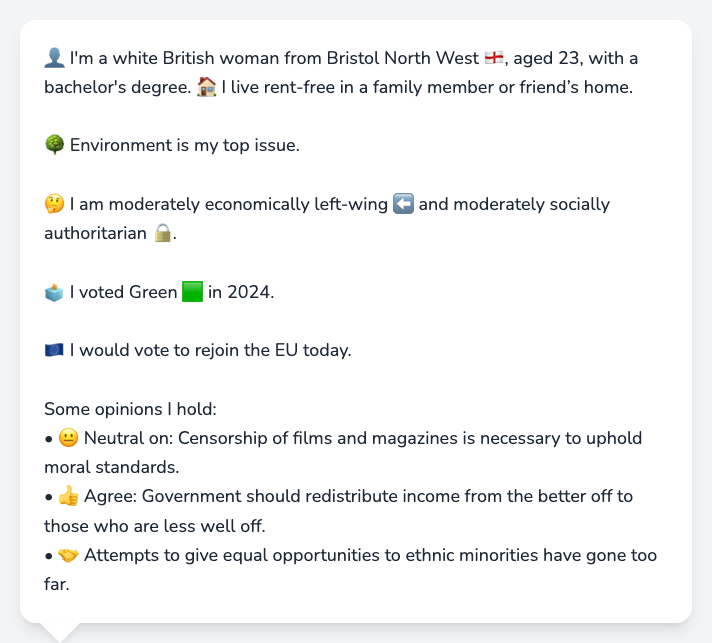 👤 I'm a white British woman from Bristol North West 🏴󠁧󠁢󠁥󠁮󠁧󠁿, aged 23, with a
bachelor's degree. 🏠 I live rent-free in a family member or friend’s home.
🌳 Environment is my top issue.
🤔 I am moderately economically left-wing ⬅️ and moderately socially
authoritarian 🔒.
🗳️ I voted Green 🟩 in 2024.
🇪🇺 I would vote to rejoin the EU today.
Some opinions I hold:
• 😐 Neutral on: Censorship of films and magazines is necessary to uphold
moral standards.
• 👍 Agree: Government should redistribute income from the better off to
those who are less well off.
• 🤝 Attempts to give equal opportunities to ethnic minorities have gone too
far.